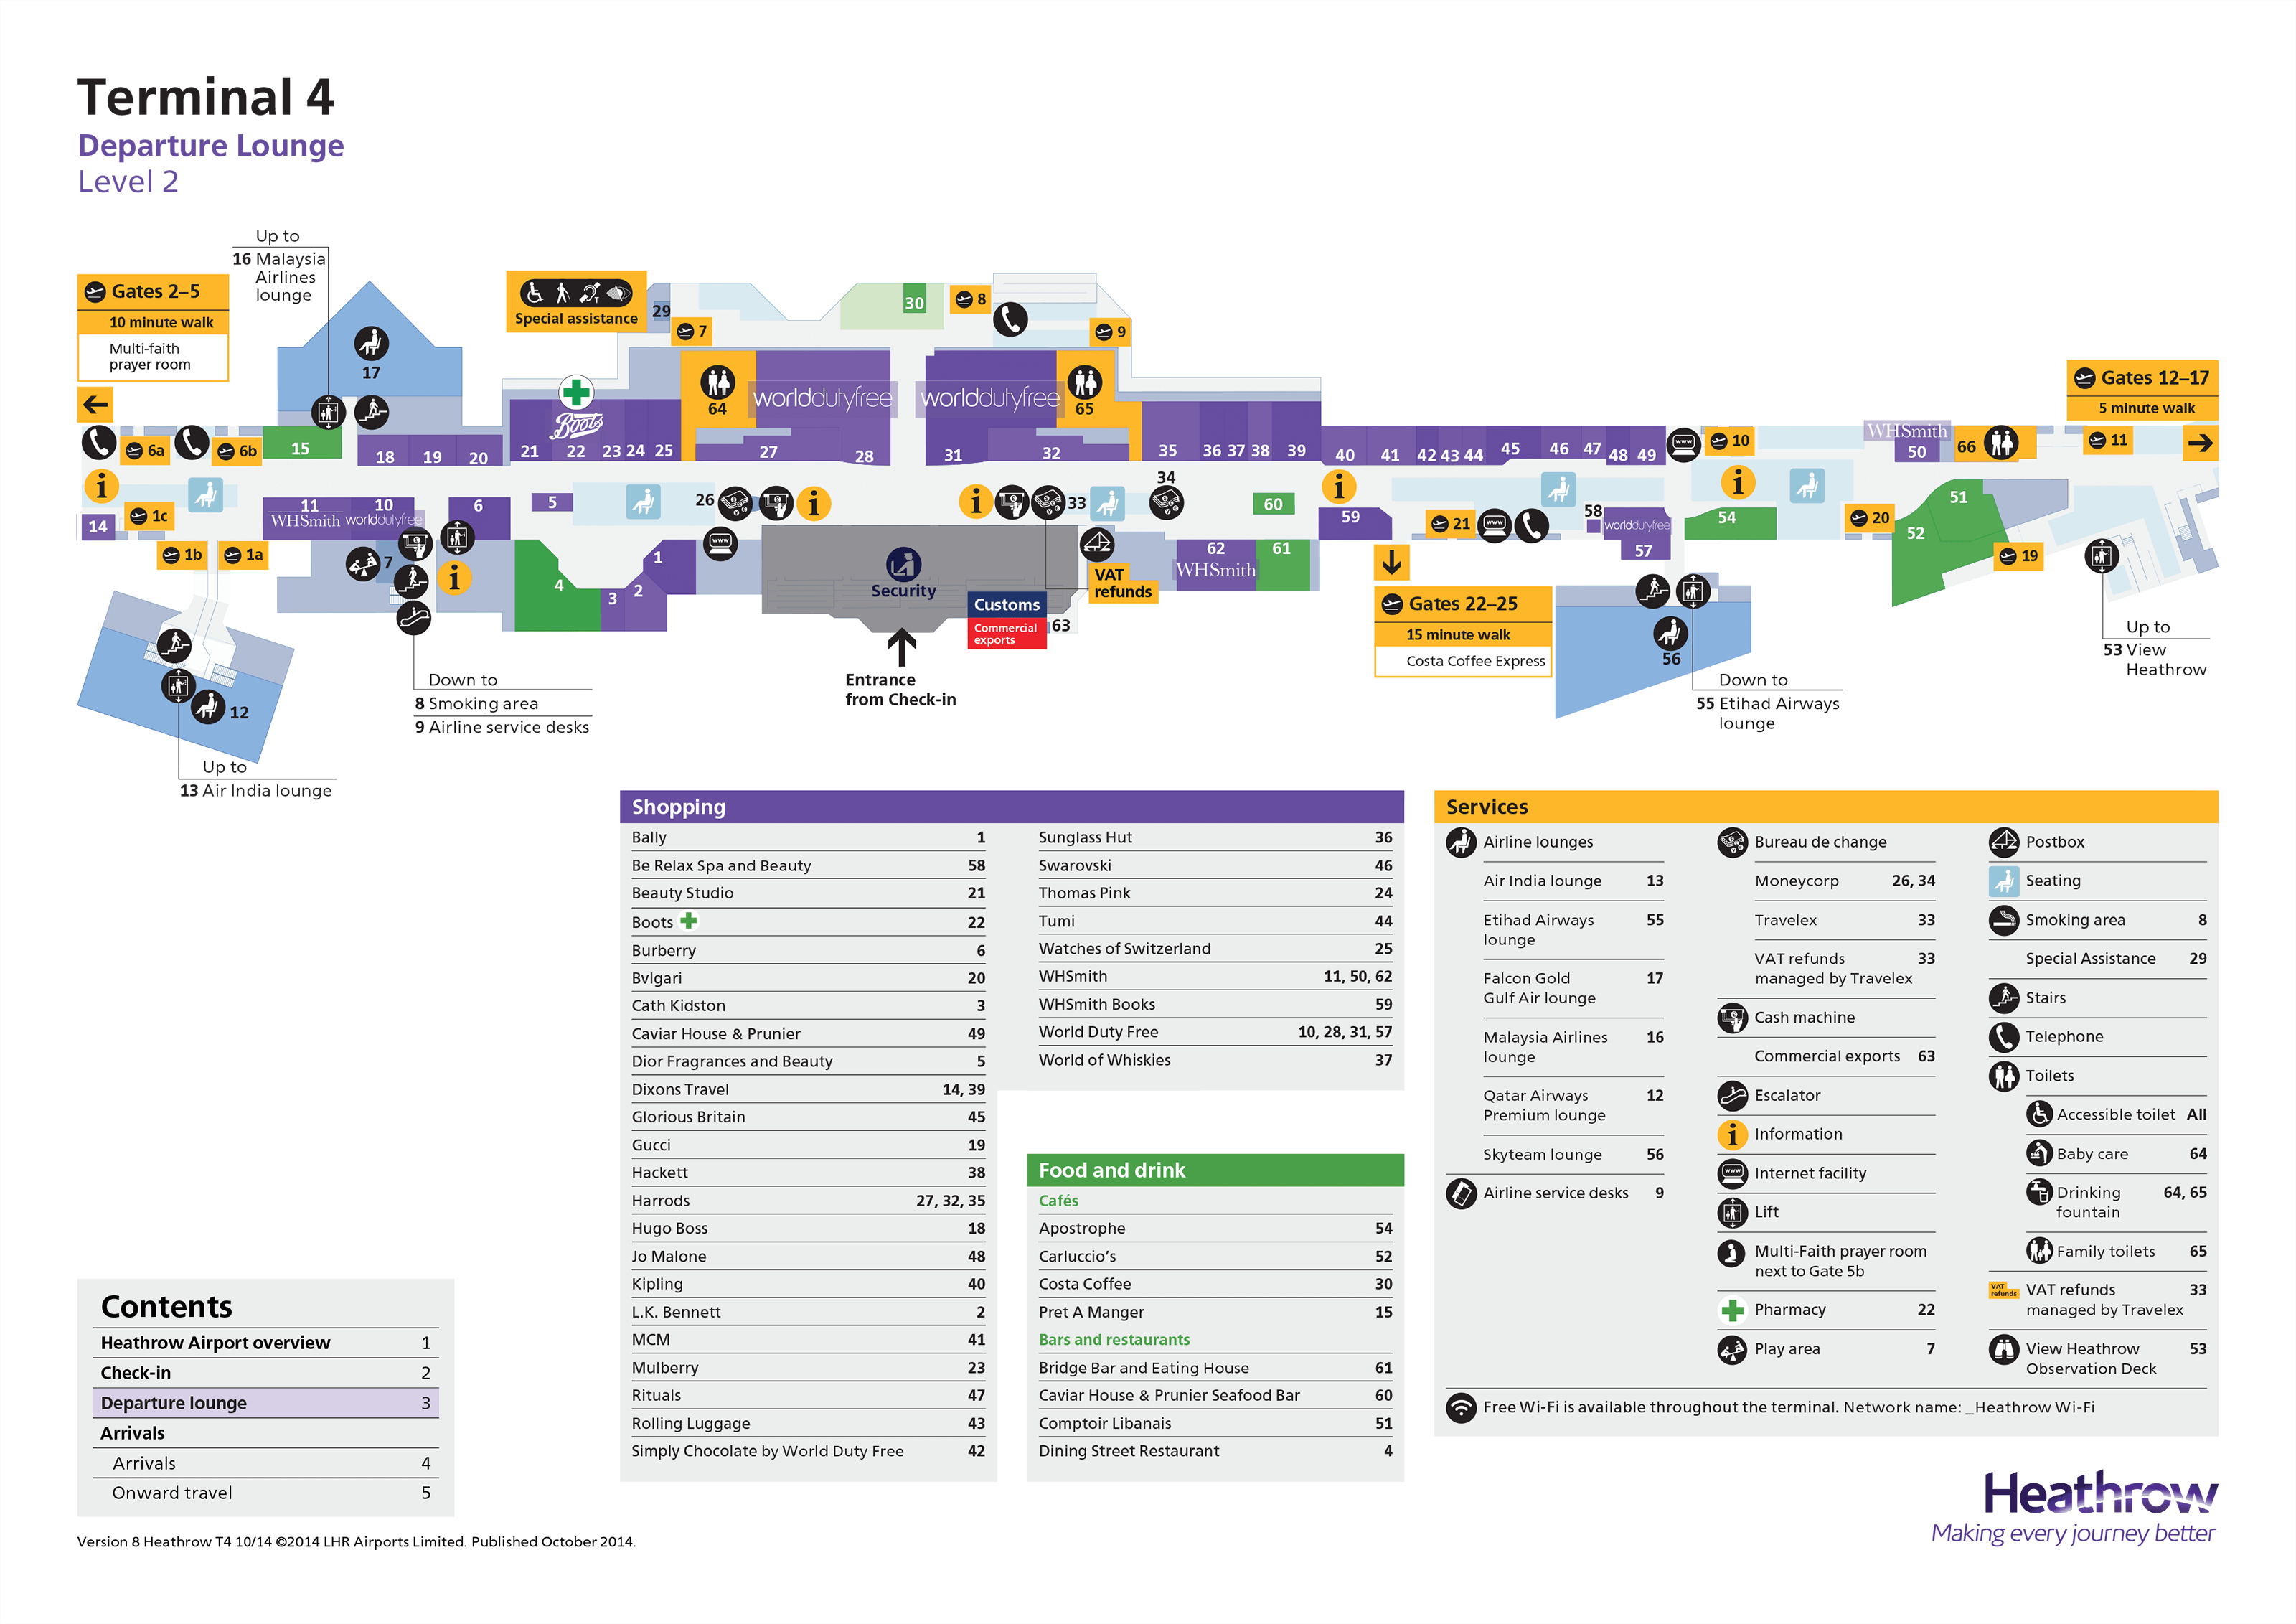 Terminal 4
Departure Lounge
Level 2
Up to
16 Malaysia
Airlines
lounge
Gates 2–5
10 minute walk
Multi-faith
prayer room
Special assistance
29
7
30
8
9
17
64
worlddutyfree
worlddutyfree
65
Gates 12–17
5 minute walk
6a
6b
15
18
19
20
21
Boots
22
23
24
25
27
28
31
32
35
36
37
38
39
40
41
42
43
44
45
46
47
48
49
www
10
WHSmith
50
66
11
1c
14
11
WHSmith
10
worlddutyfree
6
5
26
33
34
60
59
21
www
58
worlddutyfree
57
54
20
51
52
19
1b
1a
7
4
3
2
1
www
Security
VAT
refunds
62
WHSmith
61
Customs
Commercial
exports
63
Gates 22–25
15 minute walk
Costa Coffee Express
56
Up to
53 View
Heathrow
Entrance
from Check-in
Down to
8 Smoking area
9 Airline service desks
12
Up to
13 Air India lounge
Down to
55 Etihad Airways
lounge
Shopping
Bally 1
Be Relax Spa and Beauty 58
Beauty Studio 21
Boots 22
Burberry 6
Bvlgari 20
Cath Kidston 3
Caviar House & Prunier 49
Dior Fragrances and Beauty 5
Dixons Travel 14, 39
Glorious Britain 45
Gucci 19
Hackett 38
Harrods 27, 32, 35
Hugo Boss 18
Jo Malone 48
Kipling 40
L.K. Bennett 2
MCM 41
Mulberry 23
Rituals 47
Rolling Luggage 43
Simply Chocolate by World Duty Free 42
Sunglass Hut 36
Swarovski 46
Thomas Pink 24
Tumi 44
Watches of Switzerland 25
WHSmith 11, 50, 62
WHSmith Books 59
World Duty Free 10, 28, 31, 57
World of Whiskies 37
Food and drink
Cafés
Apostrophe 54
Carluccio's 52
Costa Coffee 30
Pret A Manger 15
Bars and restaurants
Bridge Bar and Eating House 61
Caviar House & Prunier Seafood Bar 60
Comptoir Libanais 51
Dining Street Restaurant 4
Services
Airline lounges
Air India lounge 13
Etihad Airways 55
lounge
Falcon Gold 17
Gulf Air lounge
Malaysia Airlines 16
lounge
Qatar Airways 12
Premium lounge
Skyteam lounge 56
Airline service desks 9
Bureau de change
Moneycorp 26, 34
Travelex 33
VAT refunds 33
managed by Travelex
Cash machine
Commercial exports 63
Escalator
Information
www Internet facility
Lift
Multi-Faith prayer room
next to Gate 5b
Pharmacy 22
Play area 7
Postbox
Seating
Smoking area 8
Special Assistance 29
Stairs
Telephone
Toilets
Accessible toilet All
Baby care 64
Drinking 64, 65
fountain
Family toilets 65
VAT refunds VAT refunds 33
managed by Travelex
View Heathrow 53
Observation Deck
Free Wi-Fi is available throughout the terminal. Network name: _Heathrow Wi-Fi
Contents
Heathrow Airport overview 1
Check-in 2
Departure lounge 3
Arrivals
Arrivals 4
Onward travel 5
Version 8 Heathrow T4 10/14 ©2014 LHR Airports Limited. Published October 2014.
Heathrow
Making every journey better